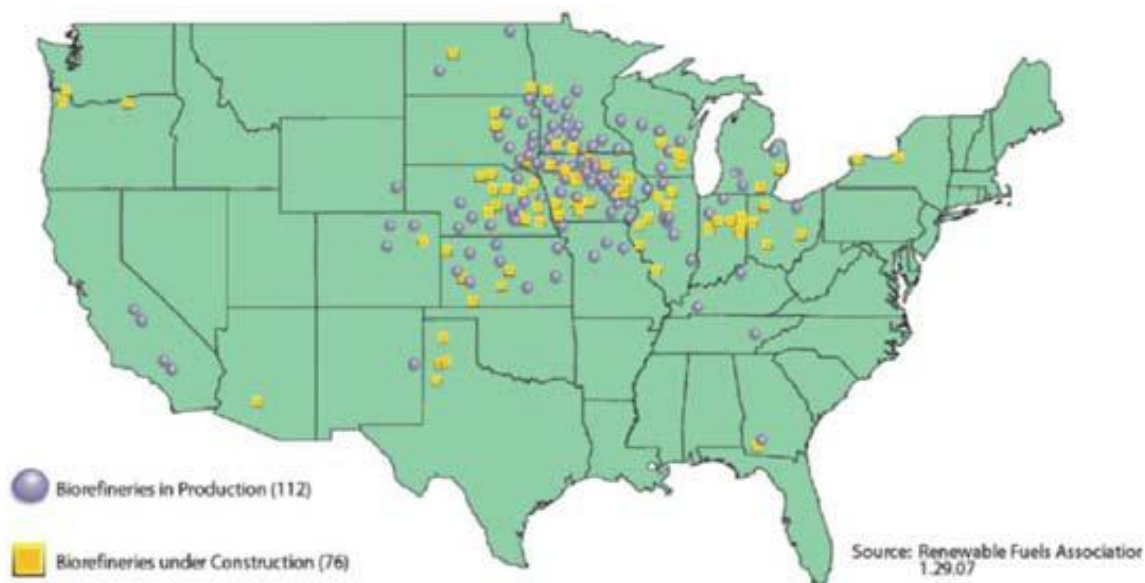 Biorefineries in Production (112)
Biorefineries under Construction (76)
Source: Renewable Fuels Association
1.29.07